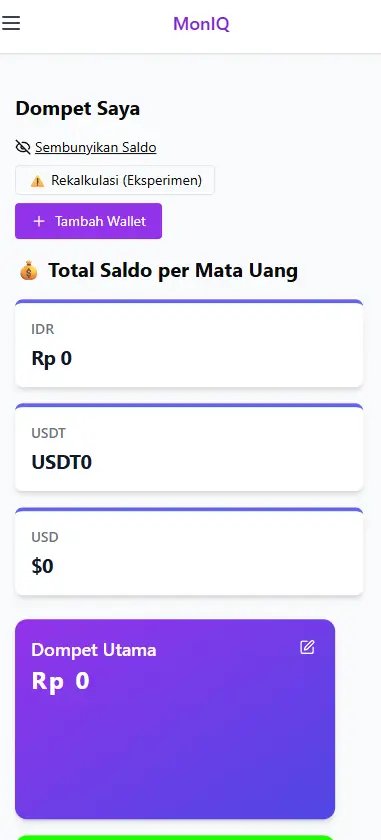 MonIQ
Dompet Saya
Sembunyikan Saldo
⚠️ Rekalkulasi (Eksperimen)
+ Tambah Wallet
💰 Total Saldo per Mata Uang
IDR
Rp 0
USDT
USDT0
USD
$0
Dompet Utama
Rp 0